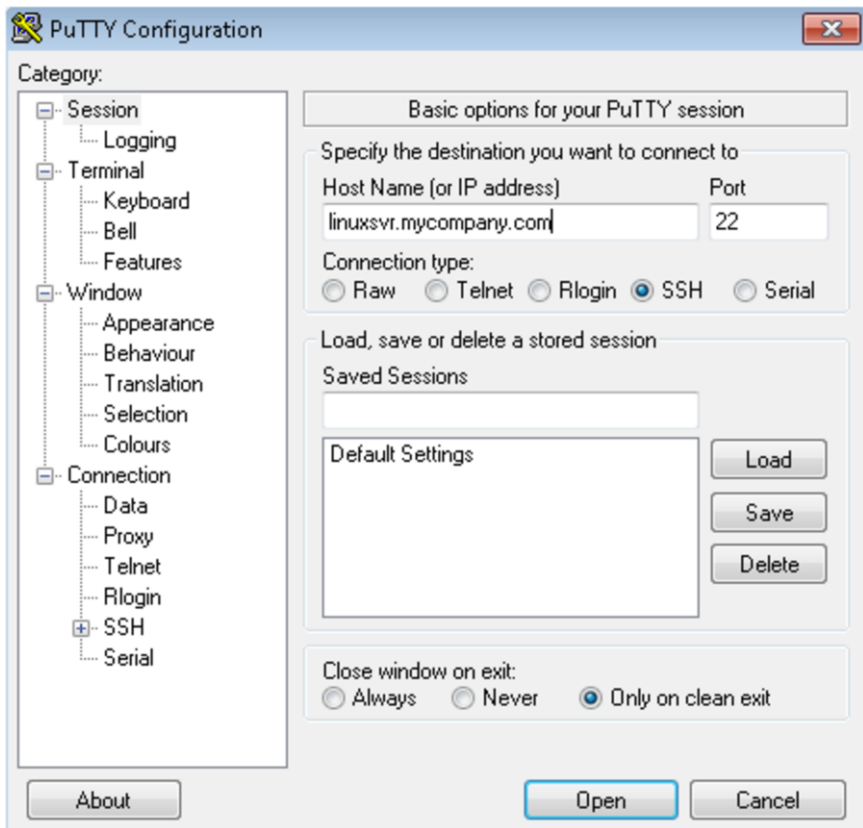 PuTTY Configuration
Category:
Session
Logging
Terminal
Keyboard
Bell
Features
Window
Appearance
Behaviour
Translation
Selection
Colours
Connection
Data
Proxy
Telnet
Rlogin
SSH
Serial
Basic options for your PuTTY session
Specify the destination you want to connect to
Host Name (or IP address) Port
linuxsvr.mycompany.com 22
Connection type:
Raw Telnet Rlogin SSH Serial
Load, save or delete a stored session
Saved Sessions
Default Settings
Load
Save
Delete
Close window on exit:
Always Never Only on clean exit
About Open Cancel